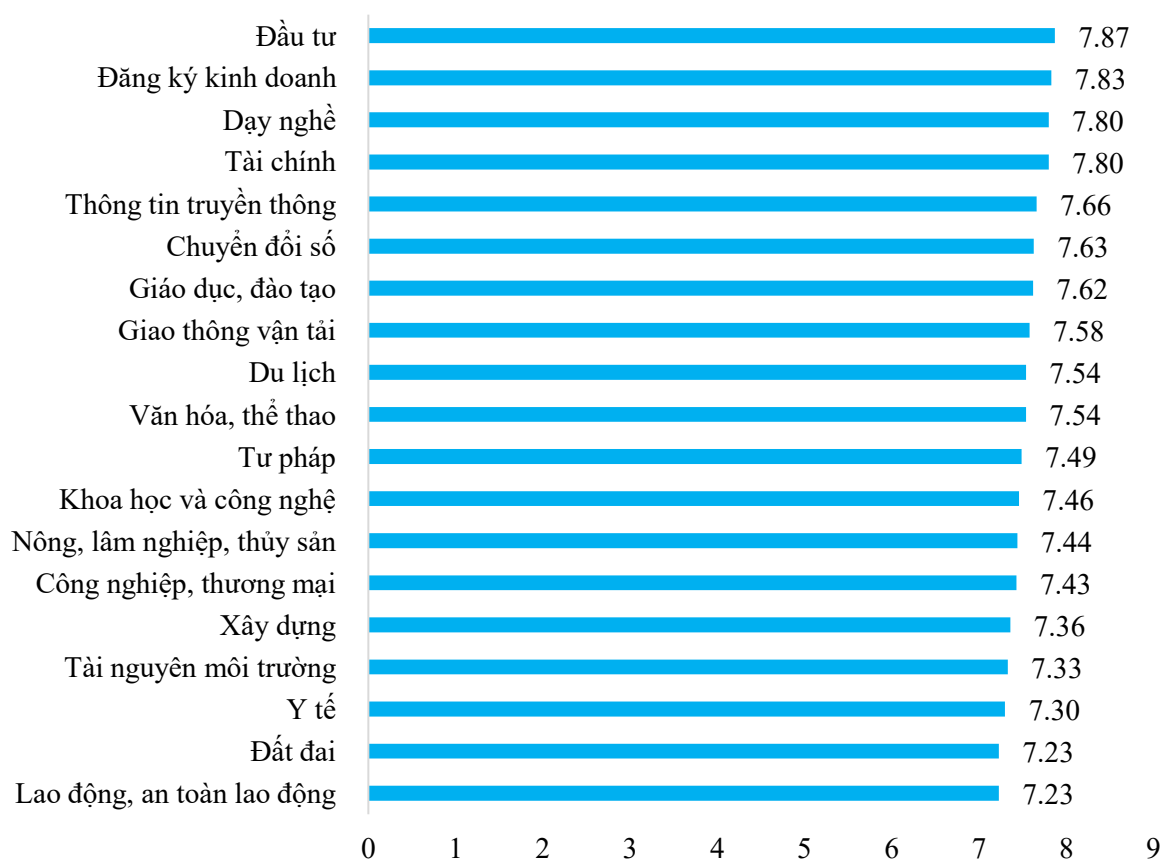 Đầu tư 7.87
Đăng ký kinh doanh 7.83
Dạy nghề 7.80
Tài chính 7.80
Thông tin truyền thông 7.66
Chuyển đổi số 7.63
Giáo dục, đào tạo 7.62
Giao thông vận tải 7.58
Du lịch 7.54
Văn hóa, thể thao 7.54
Tư pháp 7.49
Khoa học và công nghệ 7.46
Nông, lâm nghiệp, thủy sản 7.44
Công nghiệp, thương mại 7.43
Xây dựng 7.36
Tài nguyên môi trường 7.33
Y tế 7.30
Đất đai 7.23
Lao động, an toàn lao động 7.23
0 1 2 3 4 5 6 7 8 9